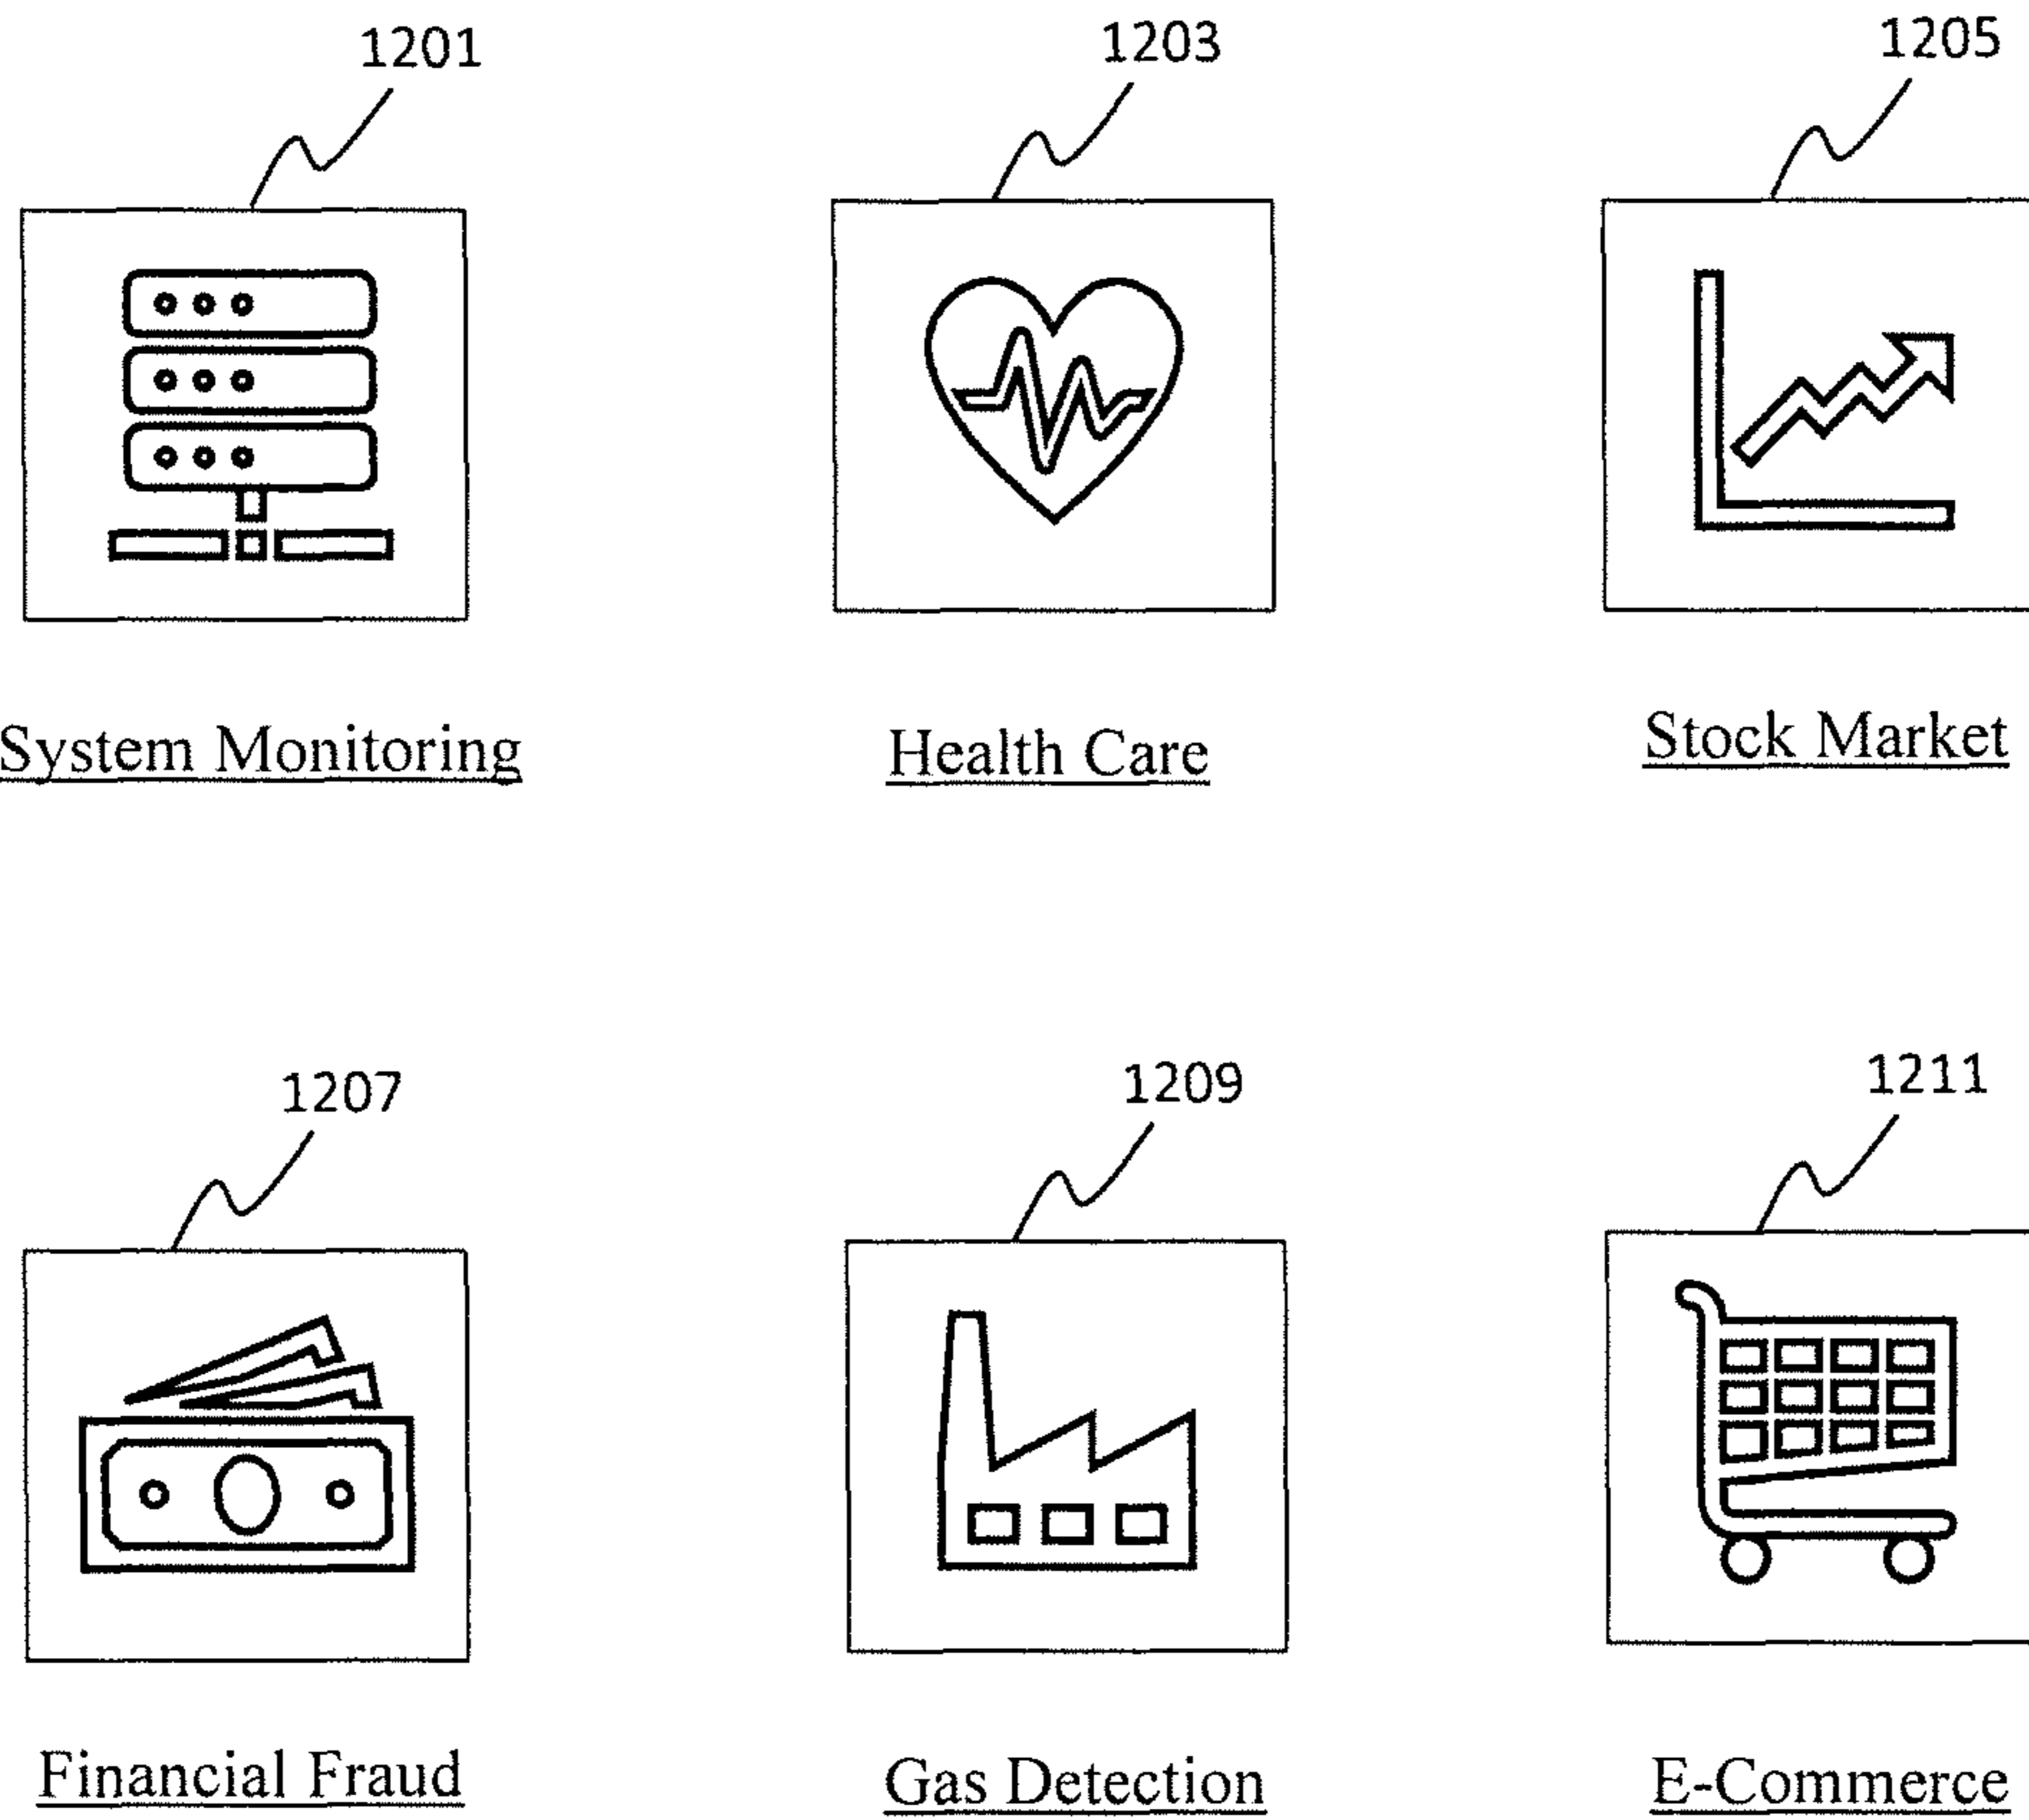 1201
1203
1205
System Monitoring
Health Care
Stock Market
1207
1209
1211
Financial Fraud
Gas Detection
E-Commerce